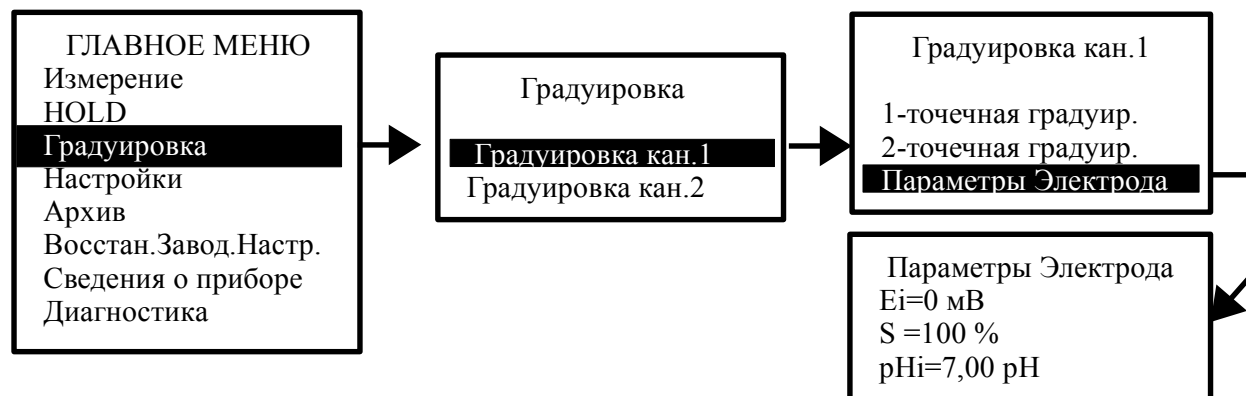 ГЛАВНОЕ МЕНЮ
Измерение
HOLD
Градуировка
Настройки
Архив
Восстан.Завод.Настр.
Сведения о приборе
Диагностика
Градуировка
Градуировка кан.1
Градуировка кан.2
Градуировка кан.1
1-точечная градуир.
2-точечная градуир.
Параметры Электрода
Параметры Электрода
Ei=0 мВ
S =100 %
pHi=7,00 pH